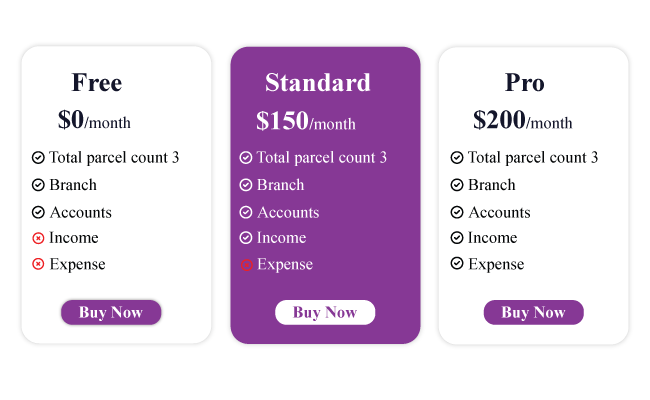 Free
$0/month
Total parcel count 3
Branch
Accounts
Income
Expense
Buy Now
Standard
$150/month
Total parcel count 3
Branch
Accounts
Income
Expense
Buy Now
Pro
$200/month
Total parcel count 3
Branch
Accounts
Income
Expense
Buy Now